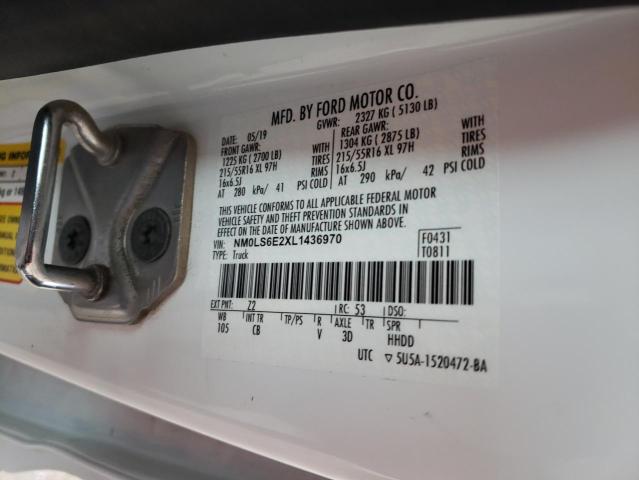 MFD. BY FORD MOTOR CO.
DATE: 05/19 GVWR: 2327 KG ( 5130 LB)
FRONT GAWR: REAR GAWR:
1225 KG ( 2700 LB) WITH 1304 KG ( 2875 LB) WITH
215/55R16 XL 97H TIRES 215/55R16 XL 97H TIRES
16x6.5J RIMS 16x6.5J RIMS
AT 280 kPa/ 41 PSI COLD AT 290 kPa/ 42 PSI COLD
THIS VEHICLE CONFORMS TO ALL APPLICABLE FEDERAL MOTOR
VEHICLE SAFETY AND THEFT PREVENTION STANDARDS IN
EFFECT ON THE DATE OF MANUFACTURE SHOWN ABOVE.
VIN: NM0LS6E2XL1436970 F0431
TYPE: Truck T0811
EXT PNT: Z2 RC: 53 DSO:
WB INT TR TP/PS R AXLE TR SPR
105 CB V 3D HHDD
UTC ▽ 5U5A-1520472-BA